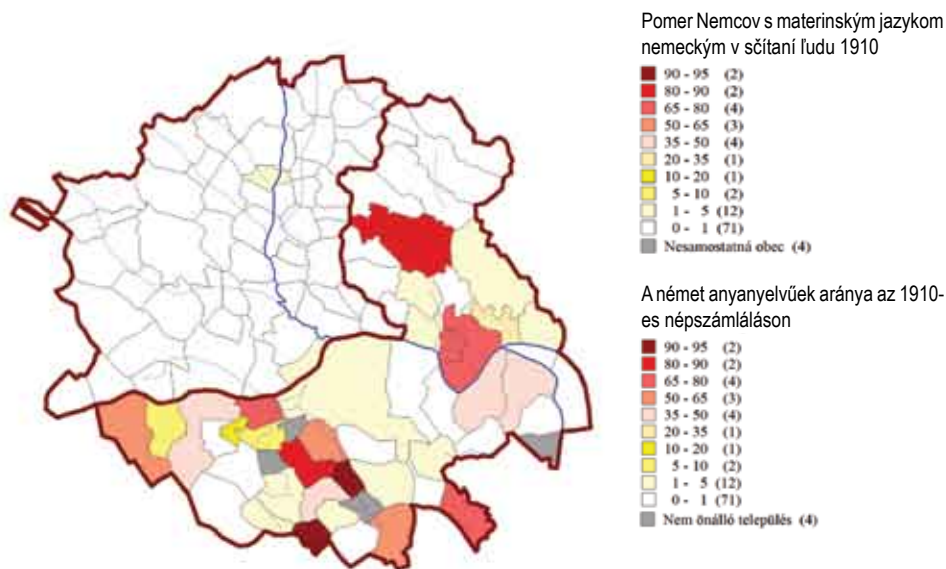 Pomer Nemcov s materinským jazykom
nemeckým v sčítaní ľudu 1910
90 - 95 (2)
80 - 90 (2)
65 - 80 (4)
50 - 65 (3)
35 - 50 (4)
20 - 35 (1)
10 - 20 (1)
5 - 10 (2)
1 - 5 (12)
0 - 1 (71)
Nesamostatná obec (4)
A német anyanyelvűek aránya az 1910-
es népszámláláson
90 - 95 (2)
80 - 90 (2)
65 - 80 (4)
50 - 65 (3)
35 - 50 (4)
20 - 35 (1)
10 - 20 (1)
5 - 10 (2)
1 - 5 (12)
0 - 1 (71)
Nem önálló település (4)